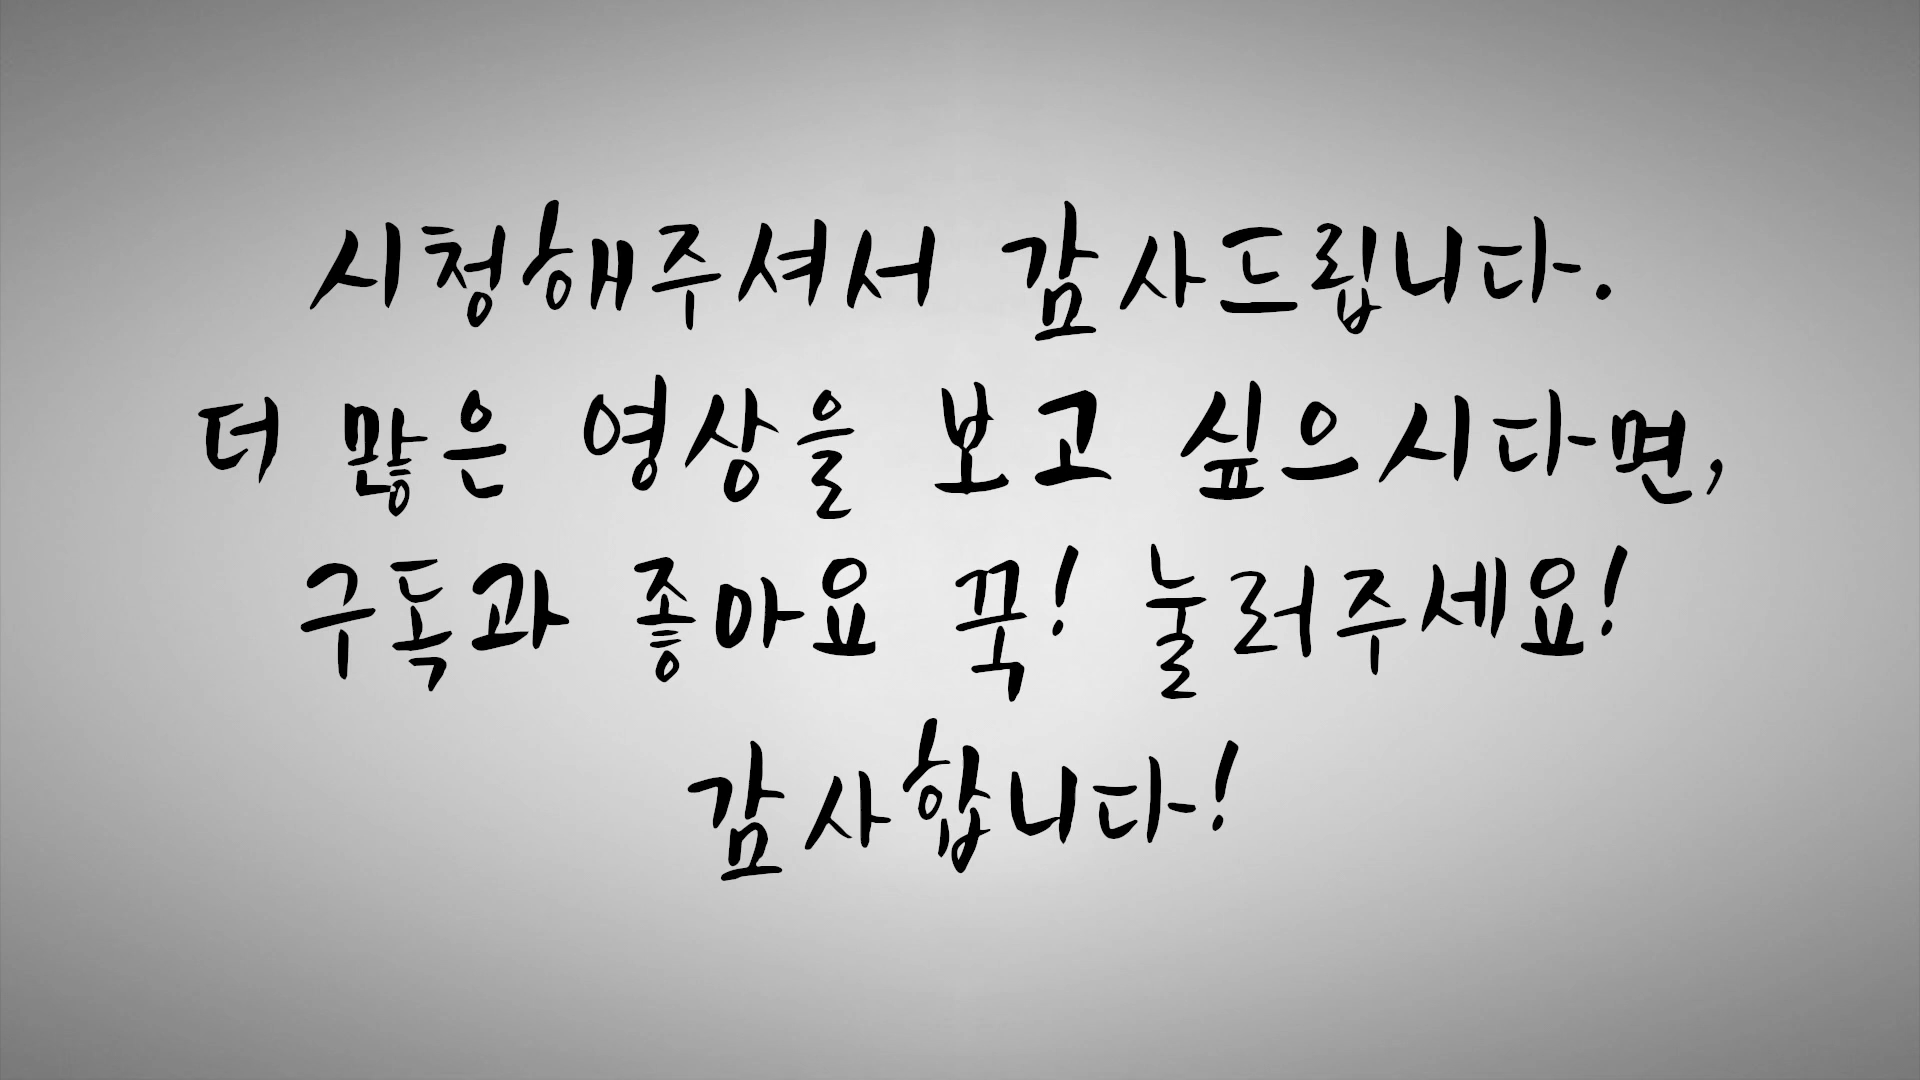 시청해주셔서 감사드립니다.
더 많은 영상을 보고 싶으시다면,
구독과 좋아요 꾹! 눌러주세요!
감사합니다!